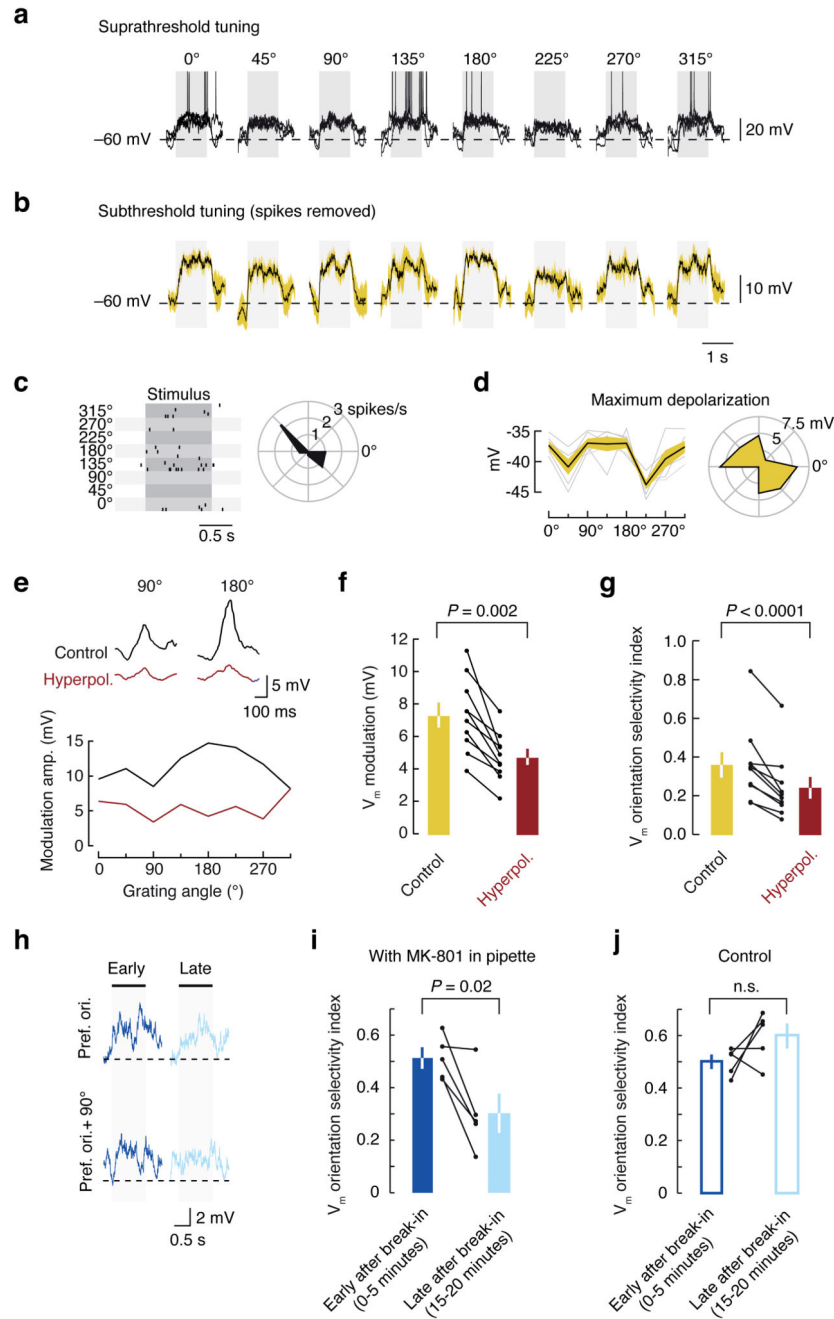 a
Suprathreshold tuning
0° 45° 90° 135° 180° 225° 270° 315°
–60 mV
20 mV
b
Subthreshold tuning (spikes removed)
–60 mV
10 mV
1 s
c
Stimulus
315°
270°
225°
180°
135°
90°
45°
0°
0.5 s
3 spikes/s
2
1
0°
d
Maximum depolarization
-35
-40
-45
mV
0° 90° 180° 270°
7.5 mV
5
0°
e
90° 180°
Control
Hyperpol.
5 mV
100 ms
Modulation amp. (mV)
15
10
5
0
0 90 180 270
Grating angle (°)
f
P = 0.002
Vm modulation (mV)
12
10
8
6
4
2
0
Control
Hyperpol.
g
P < 0.0001
Vm orientation selectivity index
1.0
0.8
0.6
0.4
0.2
0.0
Control
Hyperpol.
h
Early Late
Pref. ori.
Pref. ori.+ 90°
2 mV
0.5 s
i
With MK-801 in pipette
P = 0.02
Vm orientation selectivity index
0.6
0.4
0.2
0
Early after break-in
(0-5 minutes)
Late after break-in
(15-20 minutes)
j
Control
n.s.
Vm orientation selectivity index
0.6
0.4
0.2
0
Early after break-in
(0-5 minutes)
Late after break-in
(15-20 minutes)